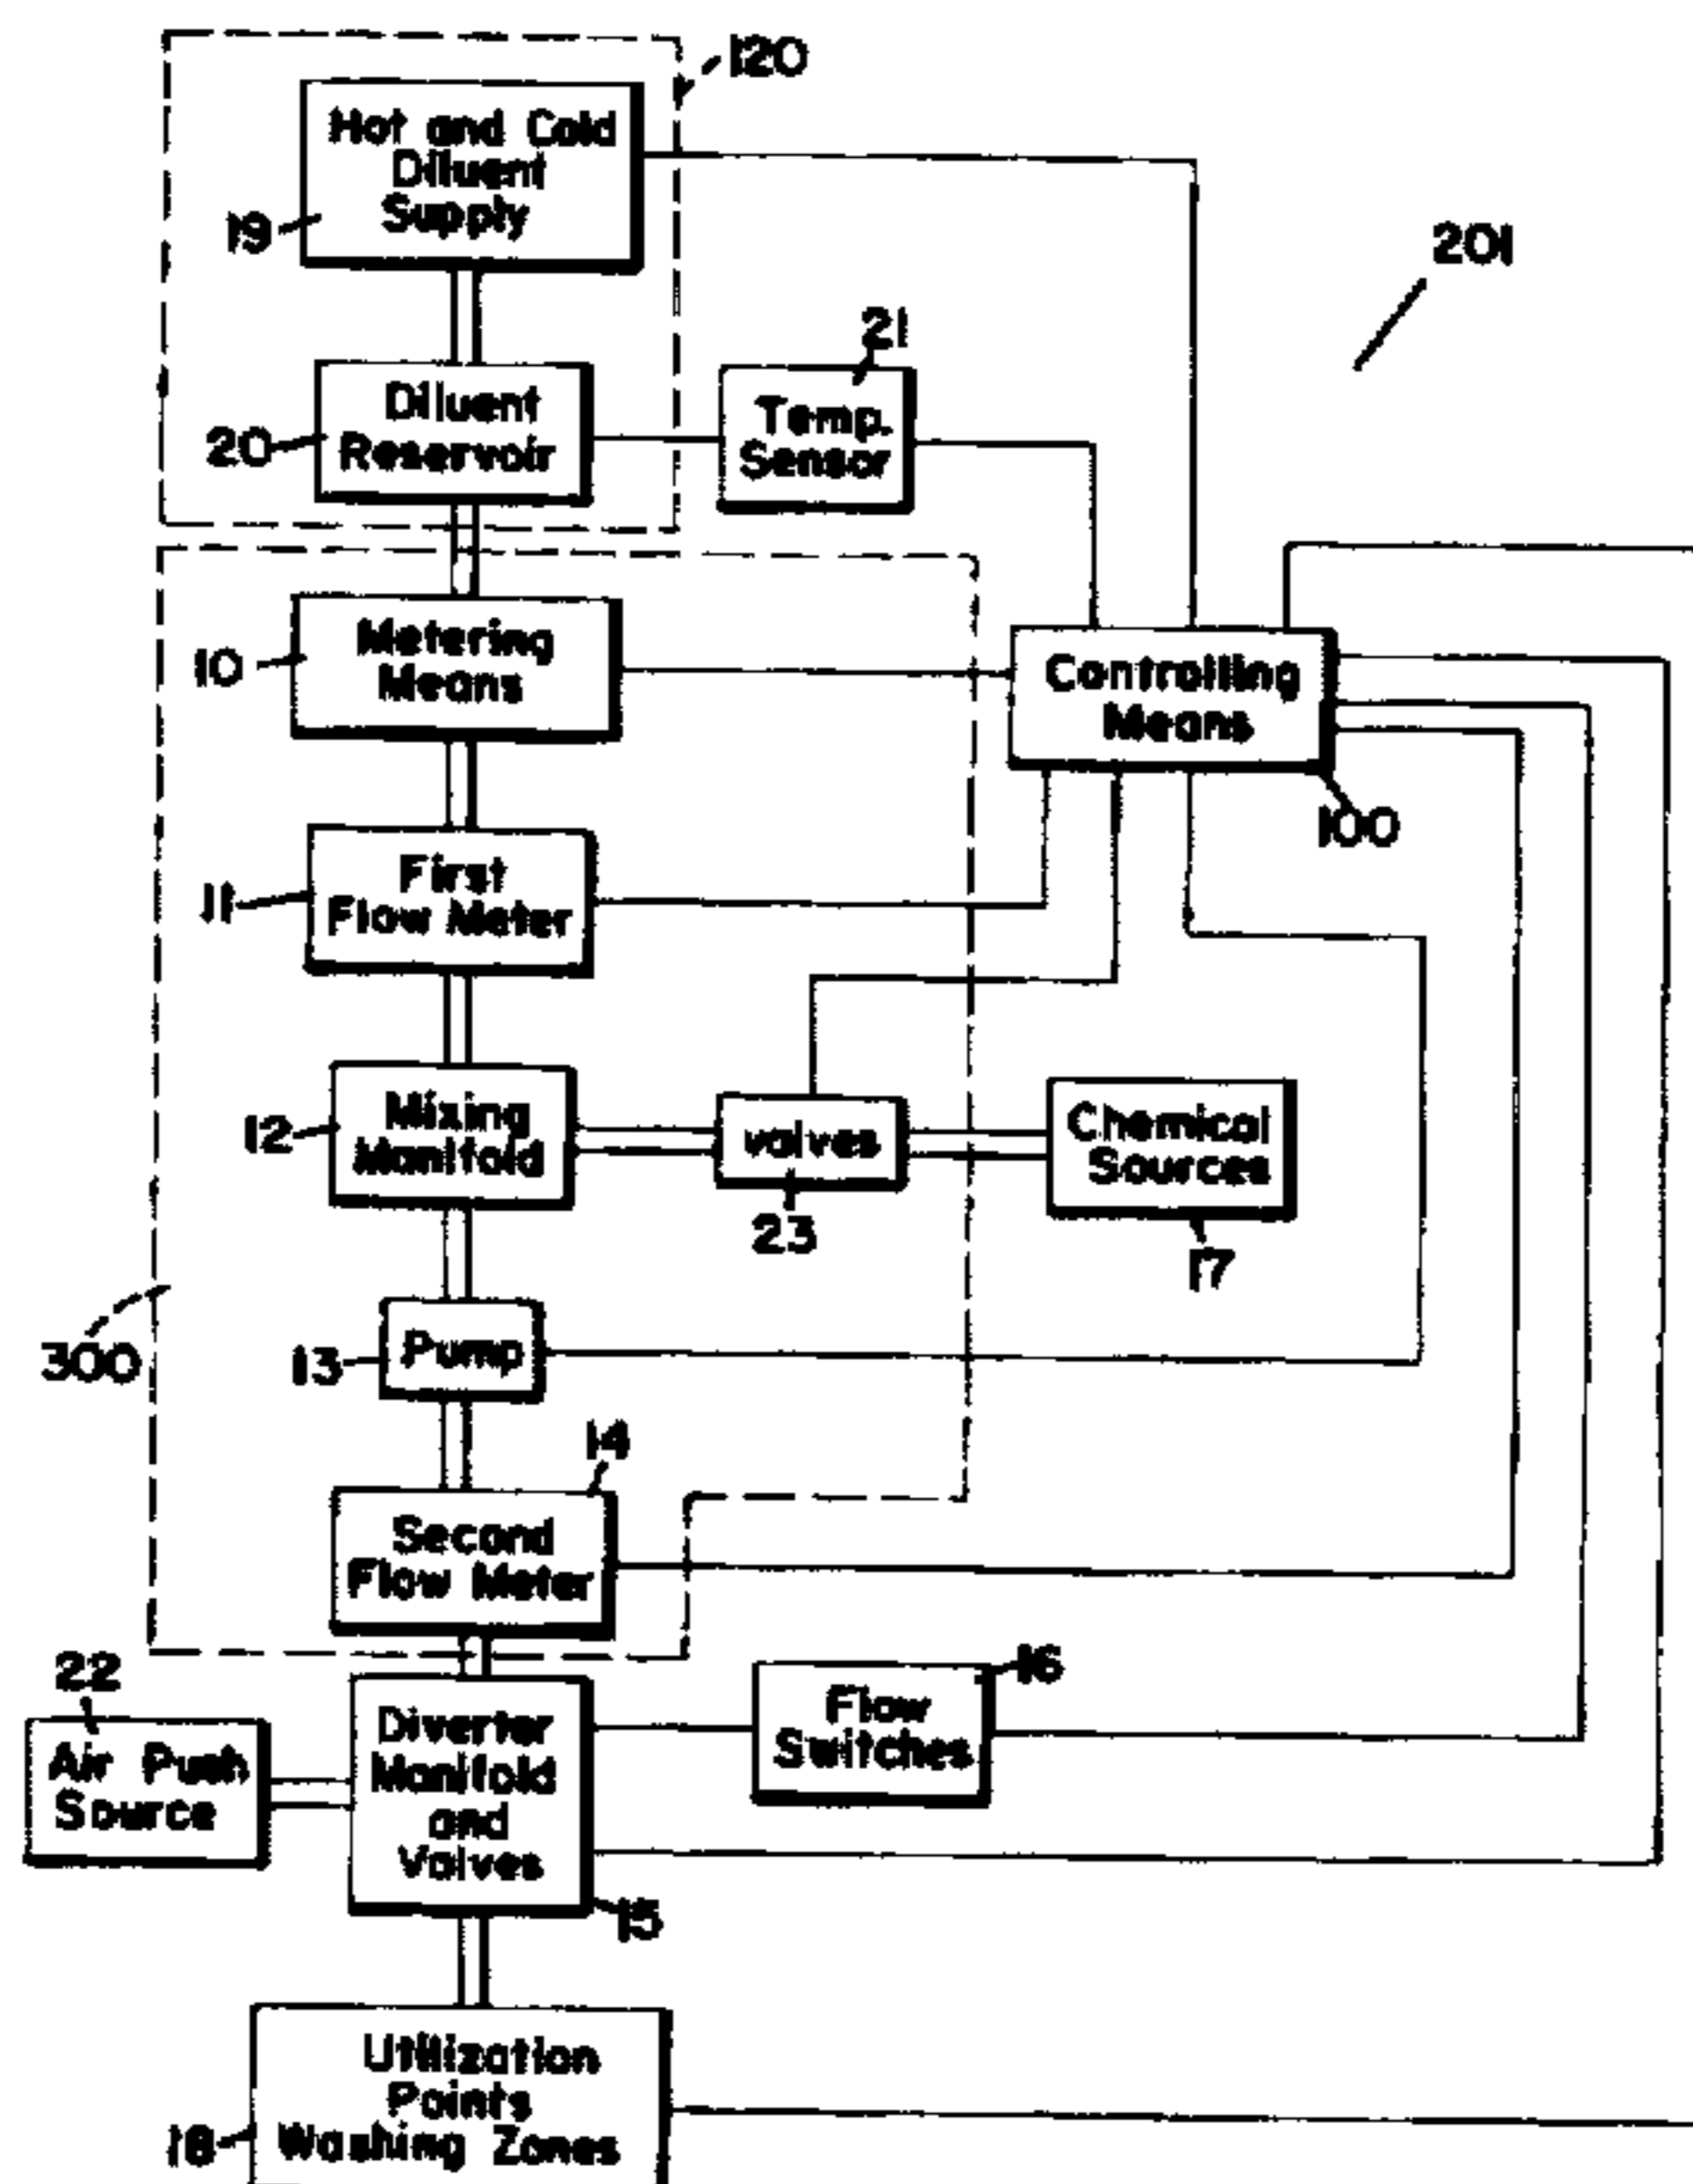 120
Hot and Cold
Diluent
Supply
19
201
21
Diluent
Reservoir
20
Temp.
Sensor
Metering
Means
10
Controlling
Means
100
First
Flow Meter
11
Mixing
Manifold
12
valves
23
Chemical
Sources
17
300
Pump
13
14
Second
Flow Meter
22
Air Push
Source
Diverter
Manifold
and
Valves
15
Flow
Switches
16
Utilization
Points
Washing Zones
18